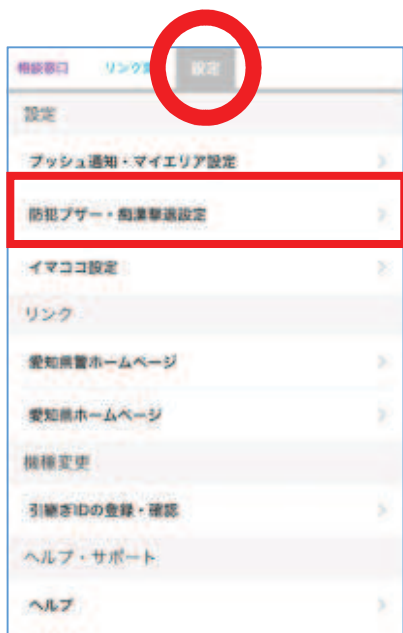 相談窓口 リンク集 設定
設定
プッシュ通知・マイエリア設定
防犯ブザー・痴漢撃退設定
イマココ設定
リンク
愛知県警ホームページ
愛知県ホームページ
機種変更
引継ぎIDの登録・確認
ヘルプ・サポート
ヘルプ